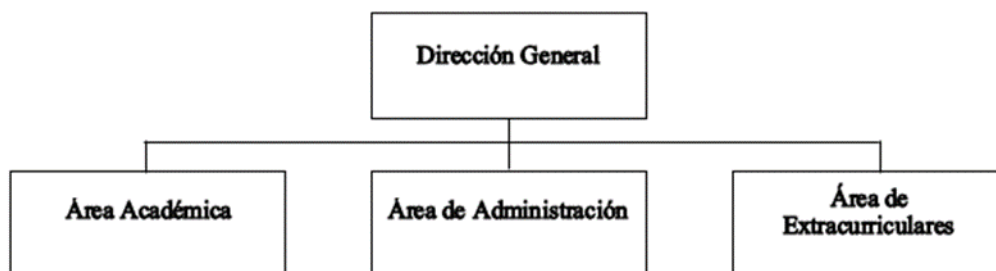 Dirección General
Área Académica
Área de Administración
Área de
Extracurriculares